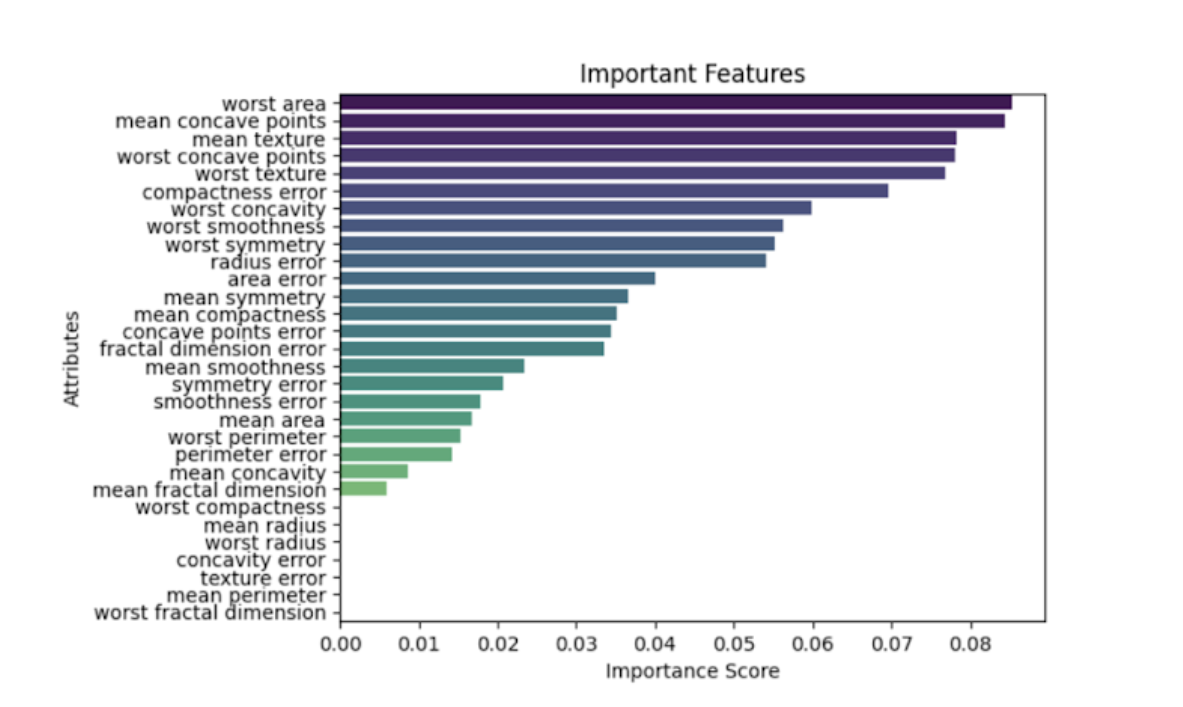 Important Features
worst area
mean concave points
mean texture
worst concave points
worst texture
compactness error
worst concavity
worst smoothness
worst symmetry
radius error
area error
mean symmetry
mean compactness
concave points error
fractal dimension error
mean smoothness
symmetry error
smoothness error
mean area
worst perimeter
perimeter error
mean concavity
mean fractal dimension
worst compactness
mean radius
worst radius
concavity error
texture error
mean perimeter
worst fractal dimension
Attributes
0.00 0.01 0.02 0.03 0.04 0.05 0.06 0.07 0.08
Importance Score